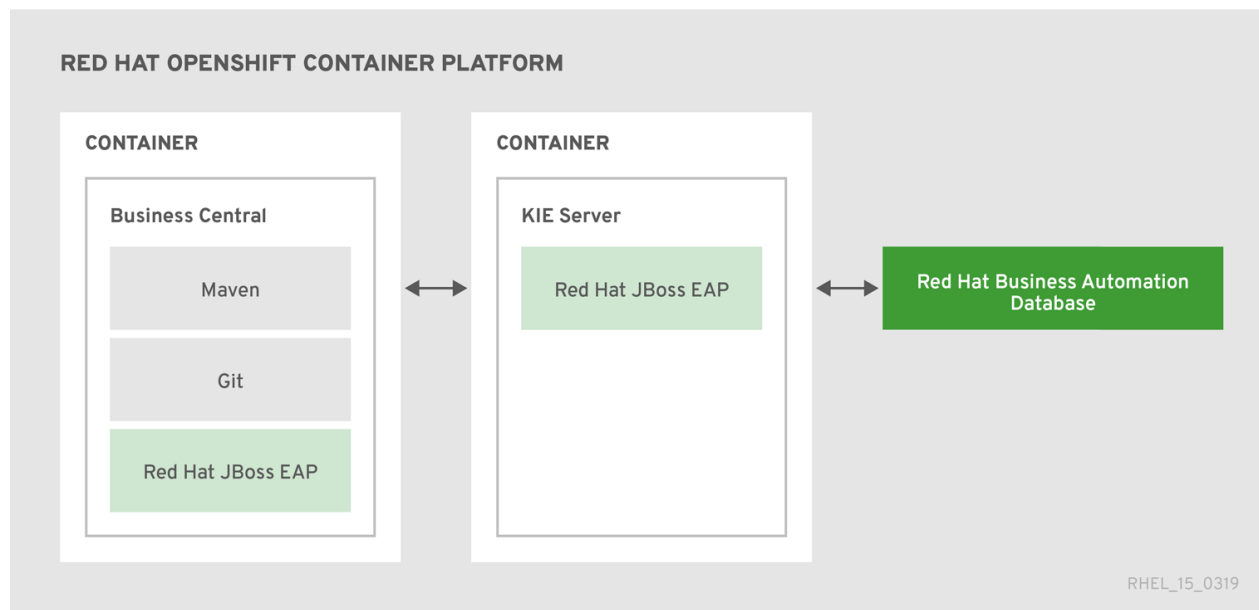 RED HAT OPENSHIFT CONTAINER PLATFORM
CONTAINER
Business Central
Maven
Git
Red Hat JBoss EAP
CONTAINER
KIE Server
Red Hat JBoss EAP
Red Hat Business Automation
Database
RHEL_15_0319